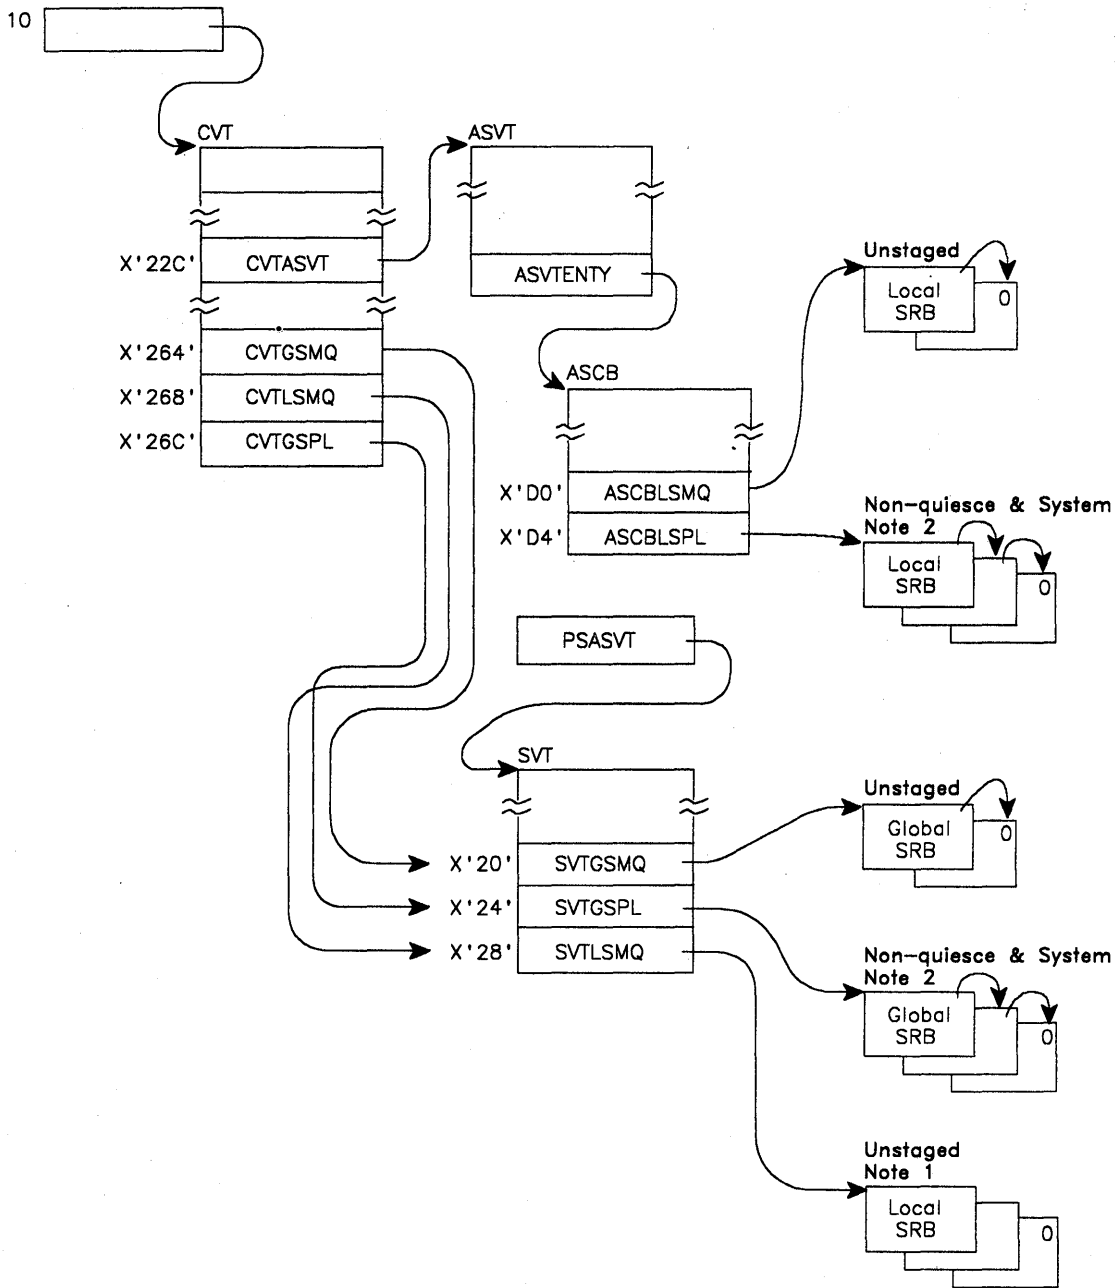 10
CVT
ASVT
X'22C' CVTASVT
ASVTENTY
X'264' CVTGSMQ
X'268' CVTLSMQ
X'26C' CVTGSPL
ASCB
X'D0' ASCBLSMQ
X'D4' ASCBLSPL
Unstaged
Local
SRB
0
Non-quiesce & System
Note 2
Local
SRB
0
PSASVT
SVT
X'20' SVTGSMQ
X'24' SVTGSPL
X'28' SVTLSMQ
Unstaged
Global
SRB
0
Non-quiesce & System
Note 2
Global
SRB
0
Unstaged
Note 1
Local
SRB
0